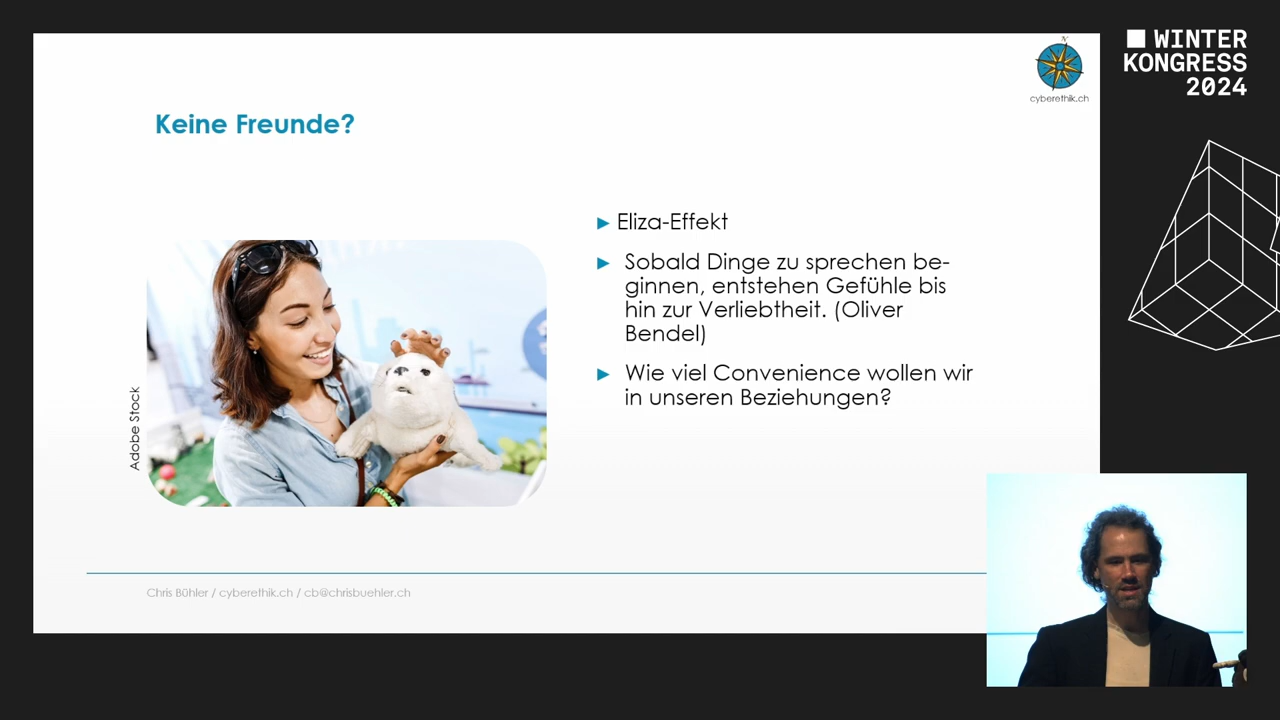 WINTER
KONGRESS
2024
N
cyberethik.ch
Keine Freunde?
► Eliza-Effekt
► Sobald Dinge zu sprechen be-
ginnen, entstehen Gefühle bis
hin zur Verliebtheit. (Oliver
Bendel)
► Wie viel Convenience wollen wir
in unseren Beziehungen?
Adobe Stock
Chris Bühler / cyberethik.ch / cb@chrisbuehler.ch